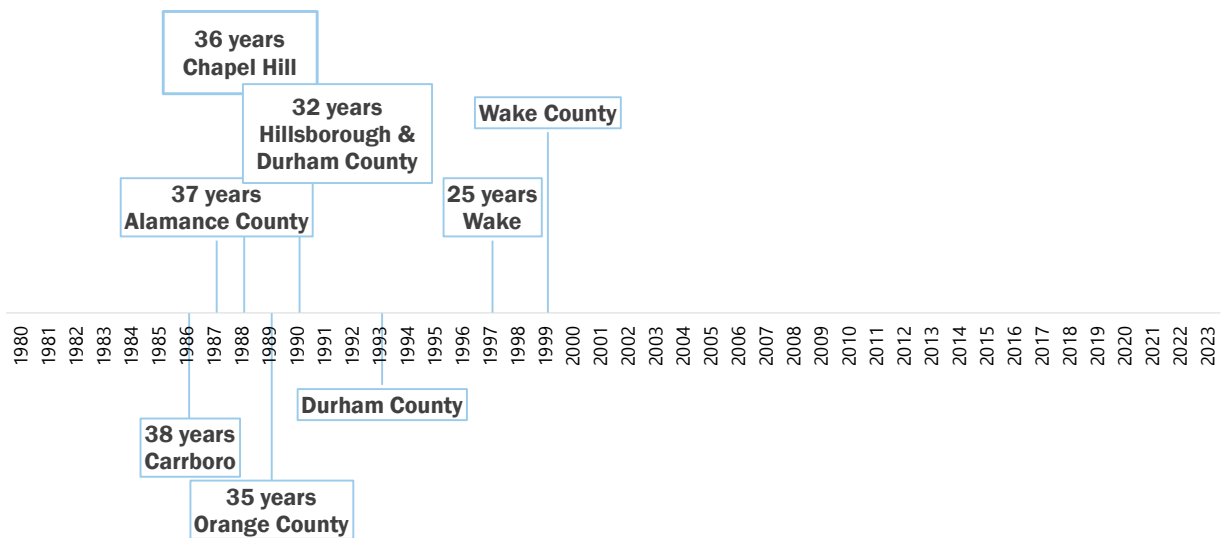 36 years
Chapel Hill
32 years
Hillsborough &
Durham County
Wake County
37 years
Alamance County
25 years
Wake
1980 1981 1982 1983 1984 1985 1986 1987 1988 1989 1990 1991 1992 1993 1994 1995 1996 1997 1998 1999 2000 2001 2002 2003 2004 2005 2006 2007 2008 2009 2010 2011 2012 2013 2014 2015 2016 2017 2018 2019 2020 2021 2022 2023
Durham County
38 years
Carrboro
35 years
Orange County